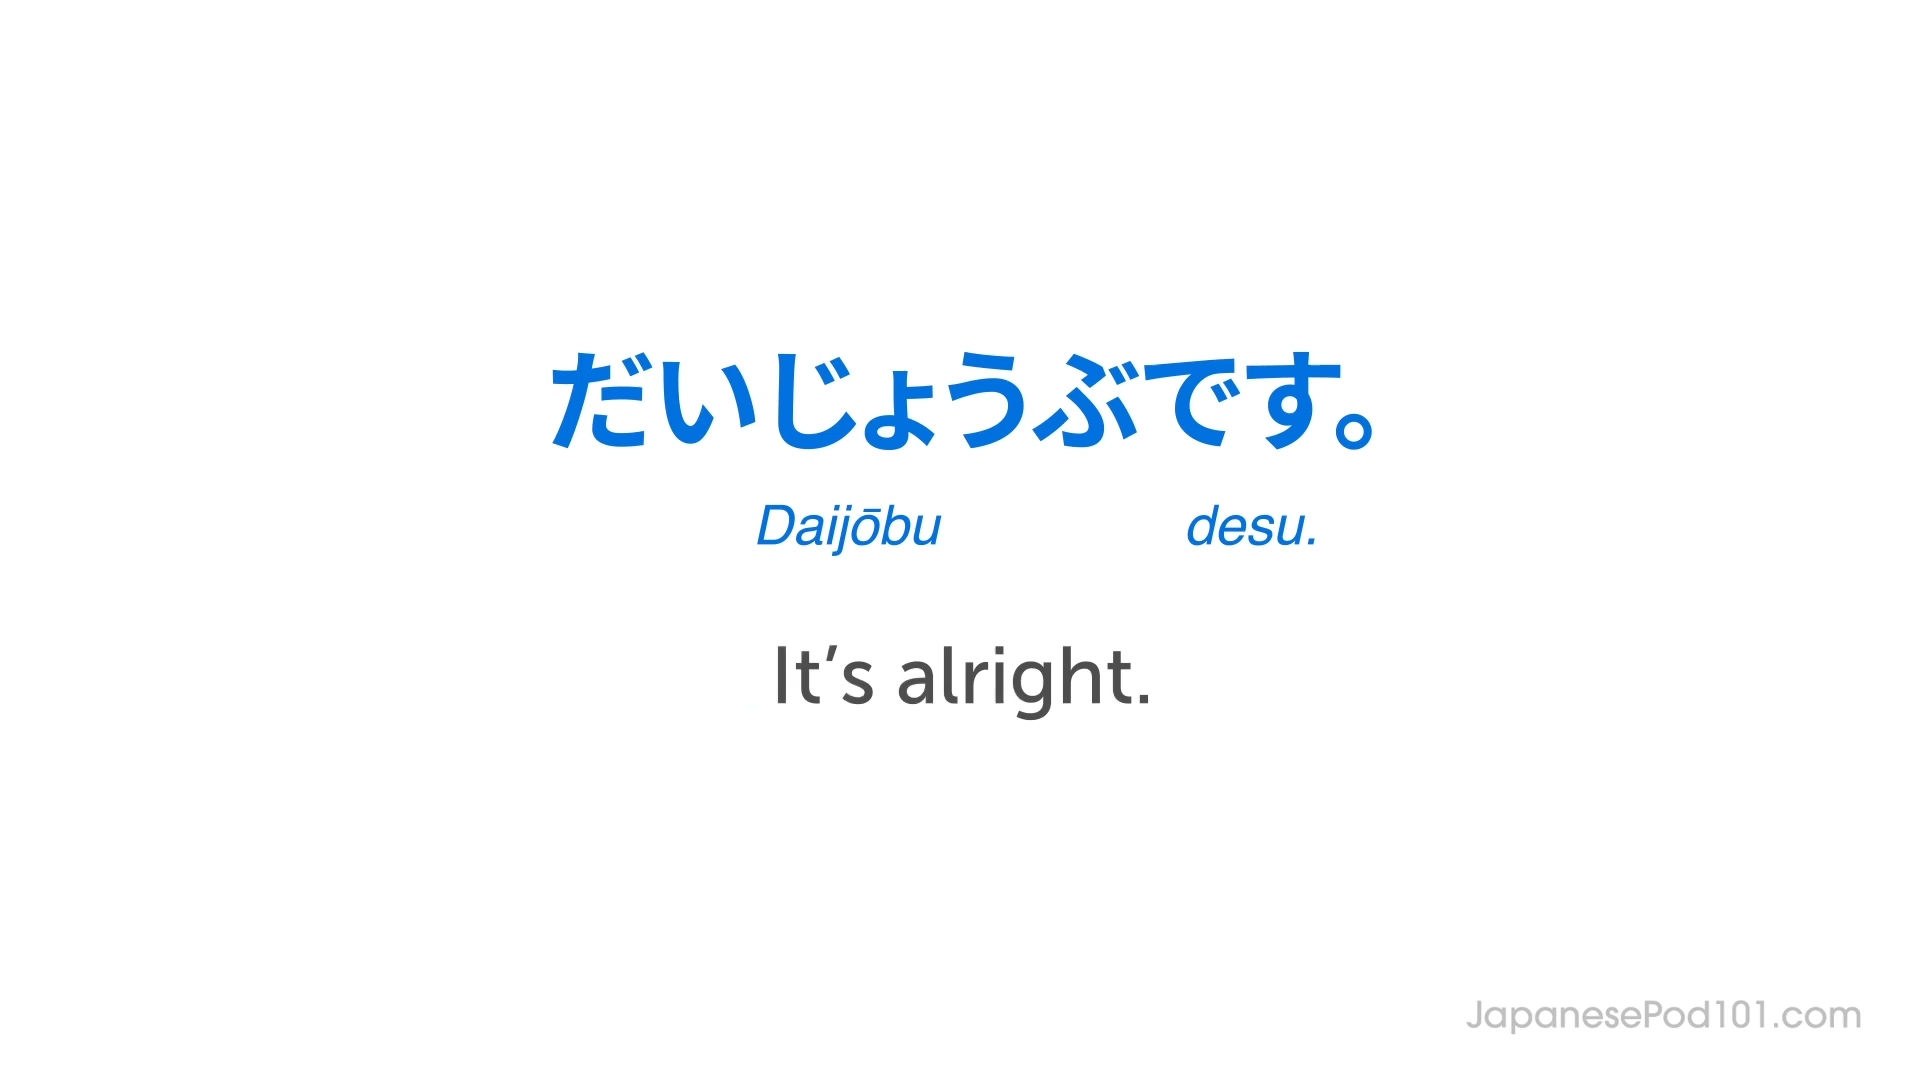 だいじょうぶです。
Daijōbu desu.
It's alright.
JapanesePod101.com